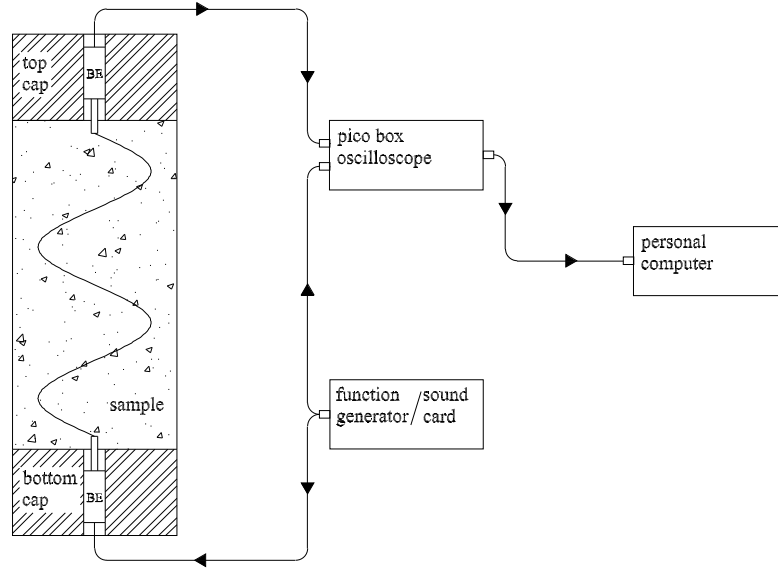 top
cap
BE
pico box
oscilloscope
personal
computer
function
generator/sound
card
sample
bottom
cap
BE